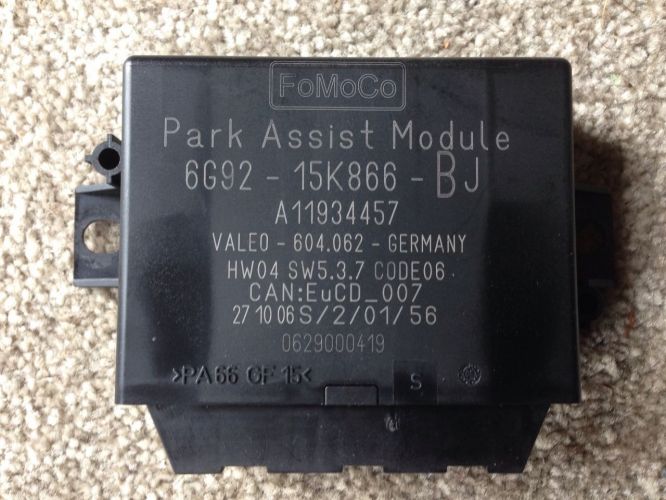 FoMoCo
Park Assist Module
6G92 - 15K866 - BJ
A11934457
VALEO - 604.062 - GERMANY
HW04 SW5.3.7 CODE06
CAN:EuCD_007
27 10 06 S/2/01/56
0629000419
>PA66 GF 15<
S